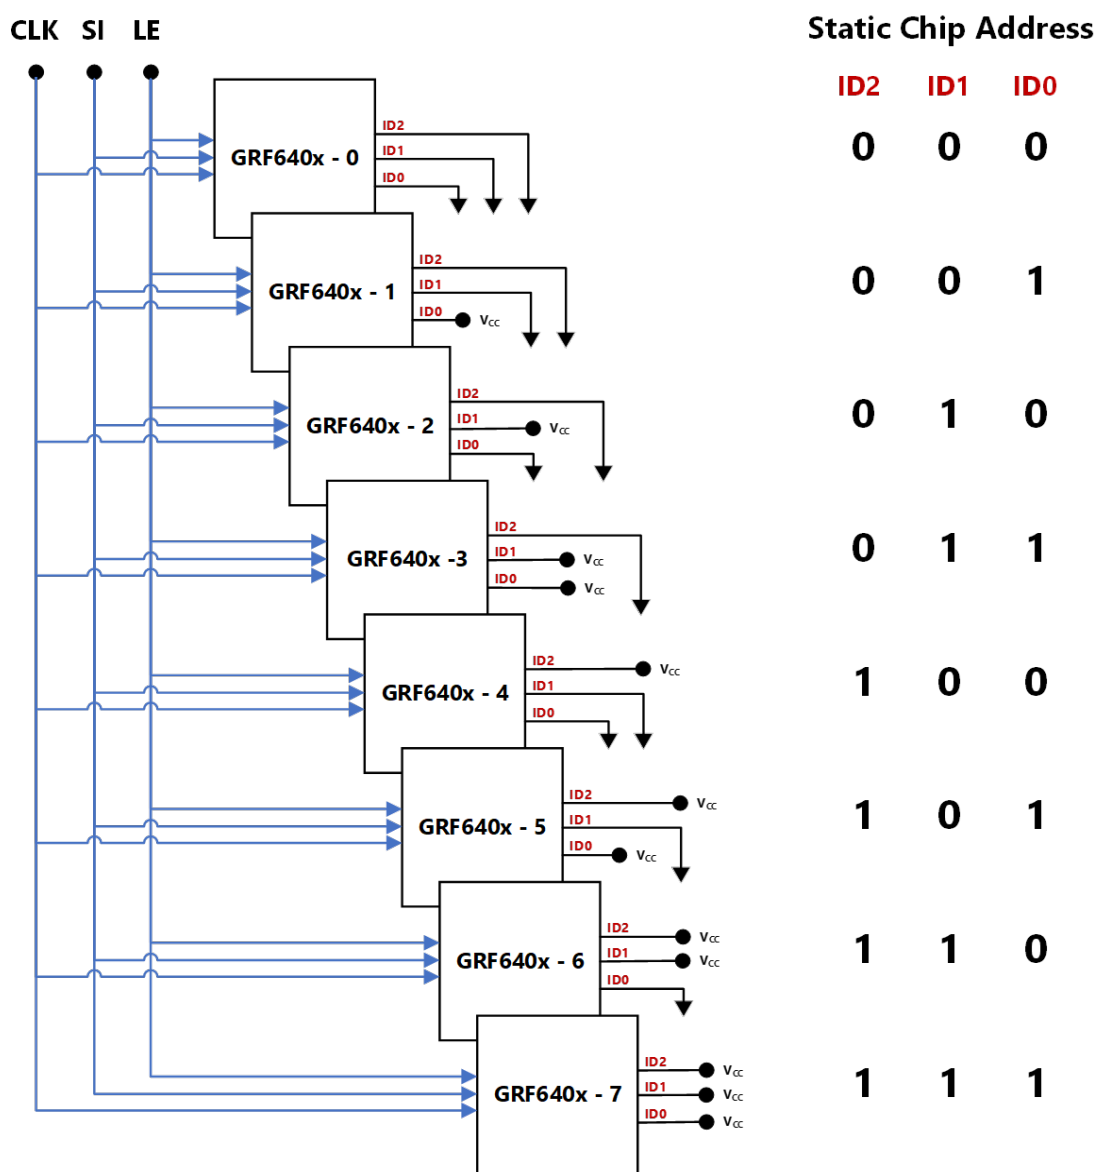 CLK SI LE
Static Chip Address
ID2 ID1 ID0
GRF640x - 0
ID2
ID1
ID0
0 0 0
GRF640x - 1
ID2
ID1
ID0 VCC
0 0 1
GRF640x - 2
ID2
ID1 VCC
ID0
0 1 0
GRF640x -3
ID2
ID1 VCC
ID0 VCC
0 1 1
GRF640x - 4
ID2 VCC
ID1
ID0
1 0 0
GRF640x - 5
ID2 VCC
ID1
ID0 VCC
1 0 1
GRF640x - 6
ID2 VCC
ID1 VCC
ID0
1 1 0
GRF640x - 7
ID2 VCC
ID1 VCC
ID0 VCC
1 1 1